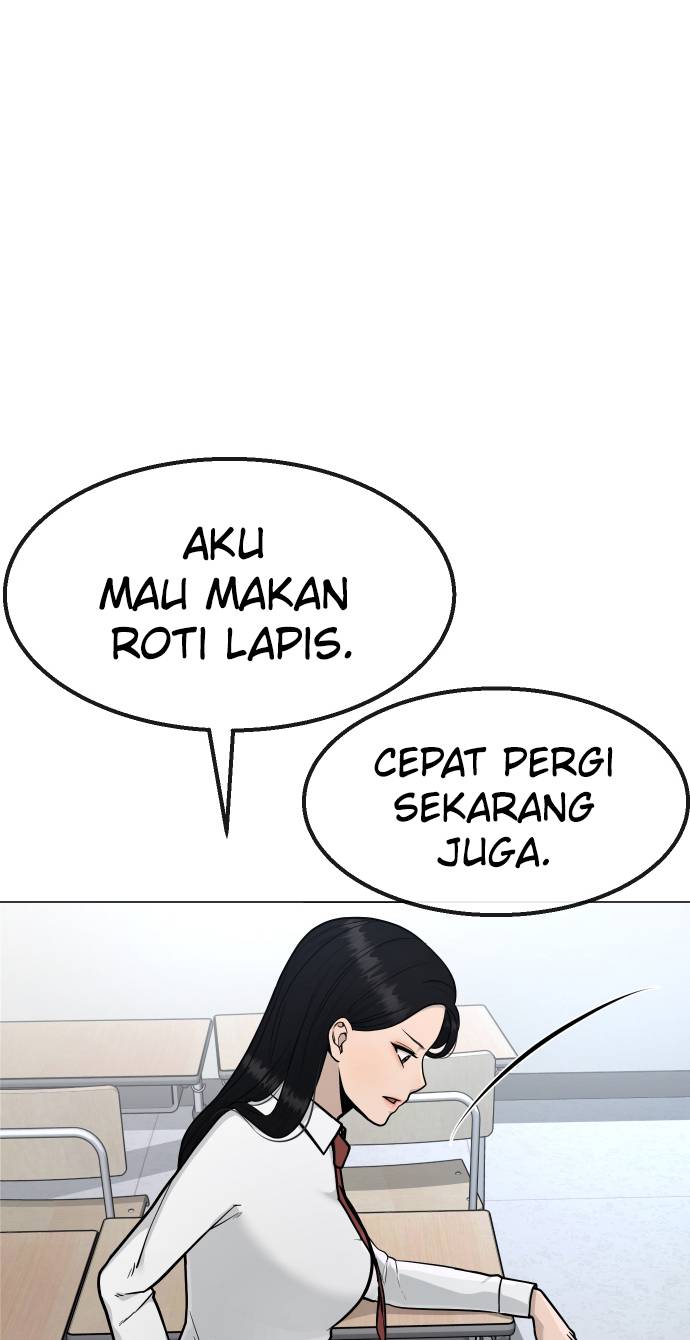 AKU
MAU MAKAN
ROTI LAPIS.
CEPAT PERGI
SEKARANG
JUGA.